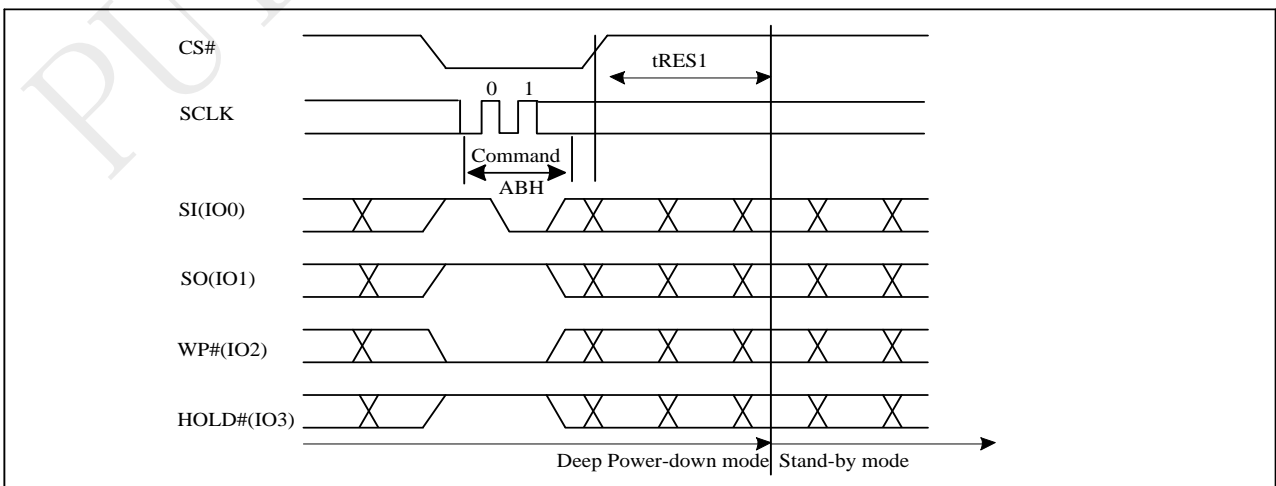 PUY
CS#
tRES1
0 1
SCLK
Command
ABH
SI(IO0)
SO(IO1)
WP#(IO2)
HOLD#(IO3)
Deep Power-down mode Stand-by mode